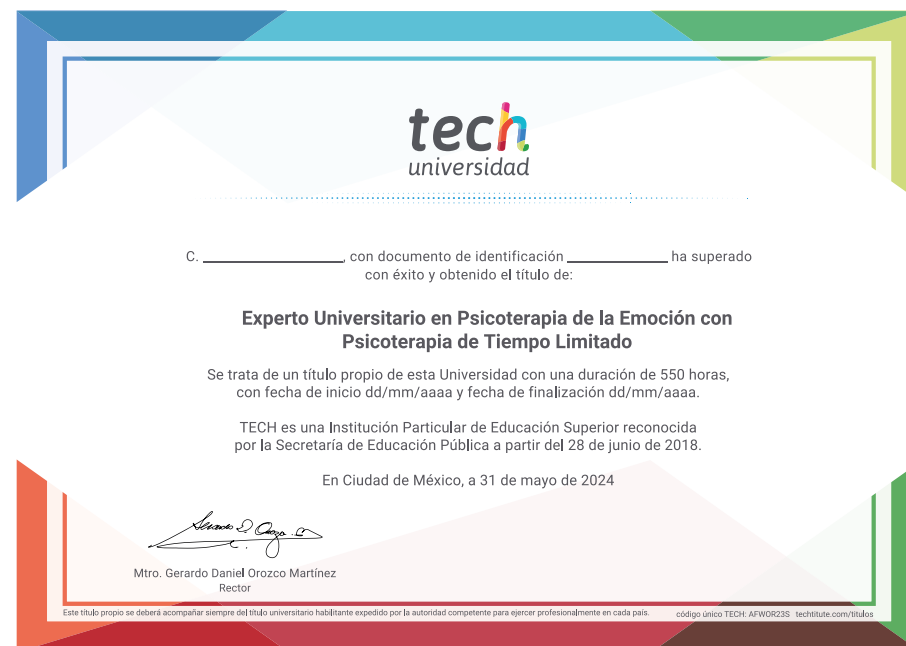 tech
universidad
C. ____________, con documento de identificación ____________ ha superado
con éxito y obtenido el título de:
Experto Universitario en Psicoterapia de la Emoción con
Psicoterapia de Tiempo Limitado
Se trata de un título propio de esta Universidad con una duración de 550 horas,
con fecha de inicio dd/mm/aaaa y fecha de finalización dd/mm/aaaa.
TECH es una Institución Particular de Educación Superior reconocida
por la Secretaría de Educación Pública a partir del 28 de junio de 2018.
En Ciudad de México, a 31 de mayo de 2024
Mtro. Gerardo Daniel Orozco Martínez
Rector
Este título propio se deberá acompañar siempre del título universitario habilitante expedido por la autoridad competente para ejercer profesionalmente en cada país. código único TECH: AFWOR23S techtitute.com/titulos